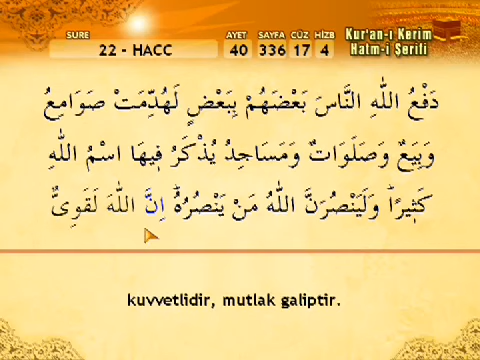 SURE AYET SAYFA CÜZ HİZB
22 - HACC 40 336 17 4
Kur'an-ı Kerim
Hatm-i Şerifi
دَفْعُ اللّٰهِ النَّاسَ بَعْضَهُمْ بِبَعْضٍ لَهُدِّمَتْ صَوَامِعُ
وَبِيَعٌ وَصَلَوَاتٌ وَمَسَاجِدُ يُذْكَرُ فٖيهَا اسْمُ اللّٰهِ
كَثٖيرًاؕ وَلَيَنْصُرَنَّ اللّٰهُ مَنْ يَنْصُرُهُؕ اِنَّ اللّٰهَ لَقَوِىٌّ
kuvvetlidir, mutlak galiptir.